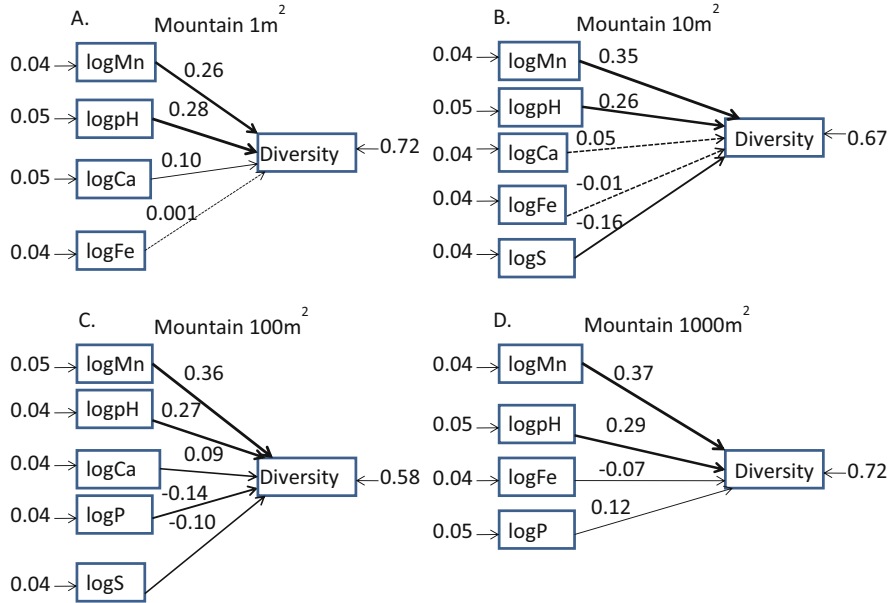 A.
Mountain 1m²
0.04
logMn
0.26
0.05
logpH
0.28
Diversity
0.72
0.05
logCa
0.10
0.04
logFe
0.001
B.
Mountain 10m²
0.04
logMn
0.35
0.05
logpH
0.26
Diversity
0.67
0.04
logCa
0.05
0.04
logFe
-0.01
0.04
logS
-0.16
C.
Mountain 100m²
0.05
logMn
0.36
0.04
logpH
0.27
0.04
logCa
0.09
Diversity
0.58
0.04
logP
-0.14
0.04
logS
-0.10
D.
Mountain 1000m²
0.04
logMn
0.37
0.05
logpH
0.29
0.04
logFe
-0.07
Diversity
0.72
0.05
logP
0.12